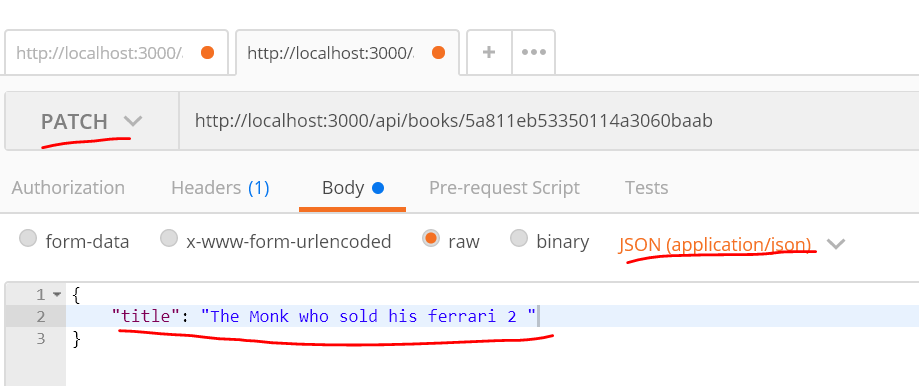 http://localhost:3000/
http://localhost:3000/
+
PATCH
http://localhost:3000/api/books/5a811eb53350114a3060baab
Authorization Headers (1) Body Pre-request Script Tests
form-data x-www-form-urlencoded raw binary JSON (application/json)
1 {
2 "title": "The Monk who sold his ferrari 2 "
3 }